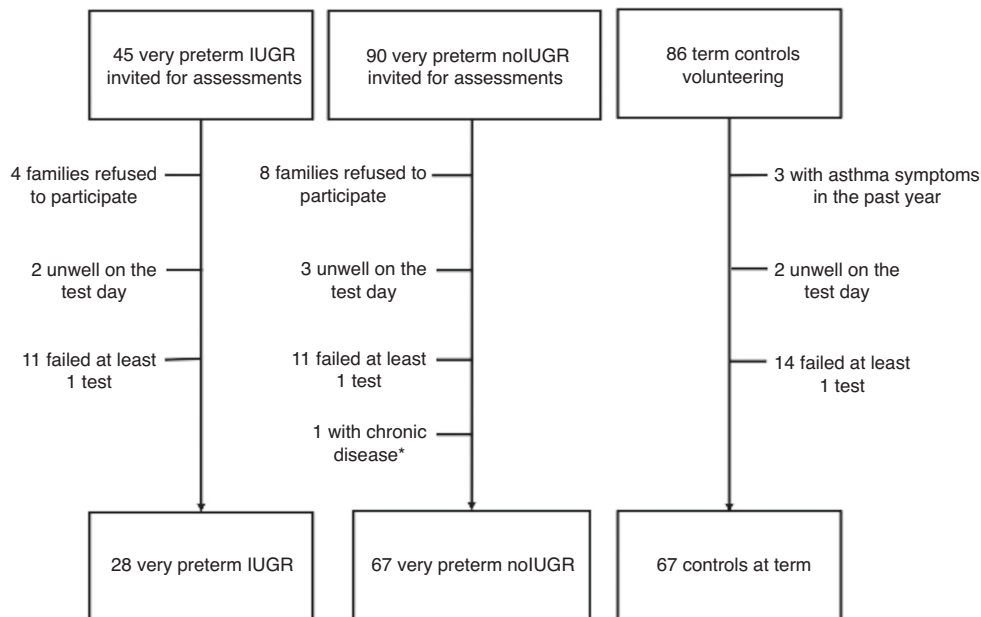 45 very preterm IUGR
invited for assessments
90 very preterm noIUGR
invited for assessments
86 term controls
volunteering
4 families refused
to participate
8 families refused to
participate
3 with asthma symptoms
in the past year
2 unwell on the
test day
3 unwell on the
test day
2 unwell on the
test day
11 failed at least
1 test
11 failed at least
1 test
14 failed at least
1 test
1 with chronic
disease*
28 very preterm IUGR
67 very preterm noIUGR
67 controls at term